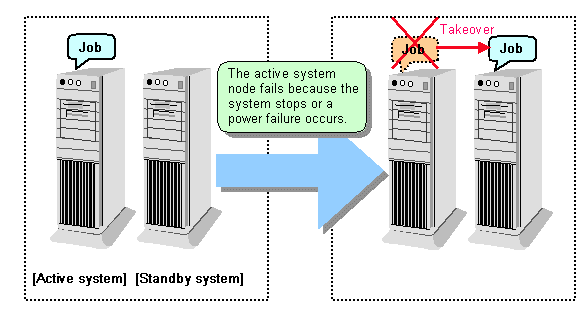 Job
The active system
node fails because the
system stops or a
power failure occurs.
[Active system] [Standby system]
Job
Takeover
Job